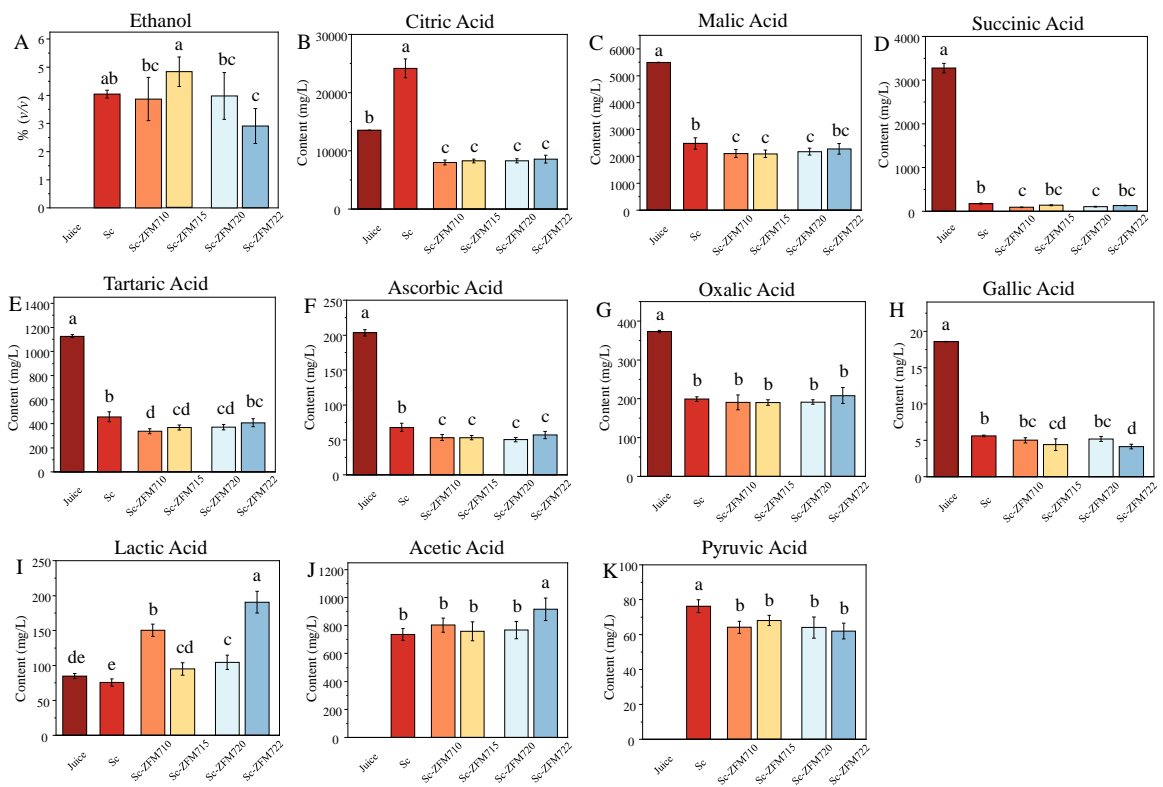 Ethanol
A
% (v/v)
6
5
4
3
2
1
0
ab
bc
a
bc
c
Juice
Sc
Sc-ZFM710
Sc-ZFM715
Sc-ZFM720
Sc-ZFM722
Citric Acid
B
Content (mg/L)
30000
20000
10000
0
b
a
c
c
c
c
Juice
Sc
Sc-ZFM710
Sc-ZFM715
Sc-ZFM720
Sc-ZFM722
Malic Acid
C
Content (mg/L)
6000
5000
4000
3000
2000
1000
0
a
b
c
c
c
bc
Juice
Sc
Sc-ZFM710
Sc-ZFM715
Sc-ZFM720
Sc-ZFM722
Succinic Acid
D
Content (mg/L)
4000
3000
2000
1000
0
a
b
c
bc
c
bc
Juice
Sc
Sc-ZFM710
Sc-ZFM715
Sc-ZFM720
Sc-ZFM722
Tartaric Acid
E
Content (mg/L)
1400
1200
1000
800
600
400
200
0
a
b
d
cd
cd
bc
Juice
Sc
Sc-ZFM710
Sc-ZFM715
Sc-ZFM720
Sc-ZFM722
Ascorbic Acid
F
Content (mg/L)
250
200
150
100
50
0
a
b
c
c
c
c
Juice
Sc
Sc-ZFM710
Sc-ZFM715
Sc-ZFM720
Sc-ZFM722
Oxalic Acid
G
Content (mg/L)
400
300
200
100
0
a
b
b
b
b
b
Juice
Sc
Sc-ZFM710
Sc-ZFM715
Sc-ZFM720
Sc-ZFM722
Gallic Acid
H
Content (mg/L)
20
15
10
5
0
a
b
bc
cd
bc
d
Juice
Sc
Sc-ZFM710
Sc-ZFM715
Sc-ZFM720
Sc-ZFM722
Lactic Acid
I
Content (mg/L)
250
200
150
100
50
0
de
e
b
cd
c
a
Juice
Sc
Sc-ZFM710
Sc-ZFM715
Sc-ZFM720
Sc-ZFM722
Acetic Acid
J
Content (mg/L)
1200
1000
800
600
400
200
0
b
b
b
b
a
Juice
Sc
Sc-ZFM710
Sc-ZFM715
Sc-ZFM720
Sc-ZFM722
Pyruvic Acid
K
Content (mg/L)
100
80
60
40
20
0
a
b
b
b
b
Juice
Sc
Sc-ZFM710
Sc-ZFM715
Sc-ZFM720
Sc-ZFM722